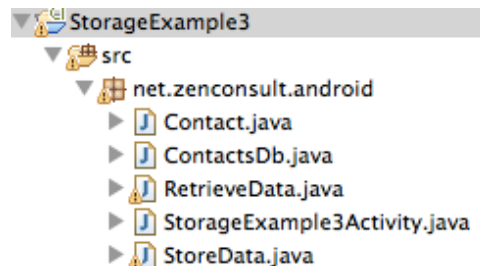 StorageExample3
src
net.zenconsult.android
Contact.java
ContactsDb.java
RetrieveData.java
StorageExample3Activity.java
StoreData.java